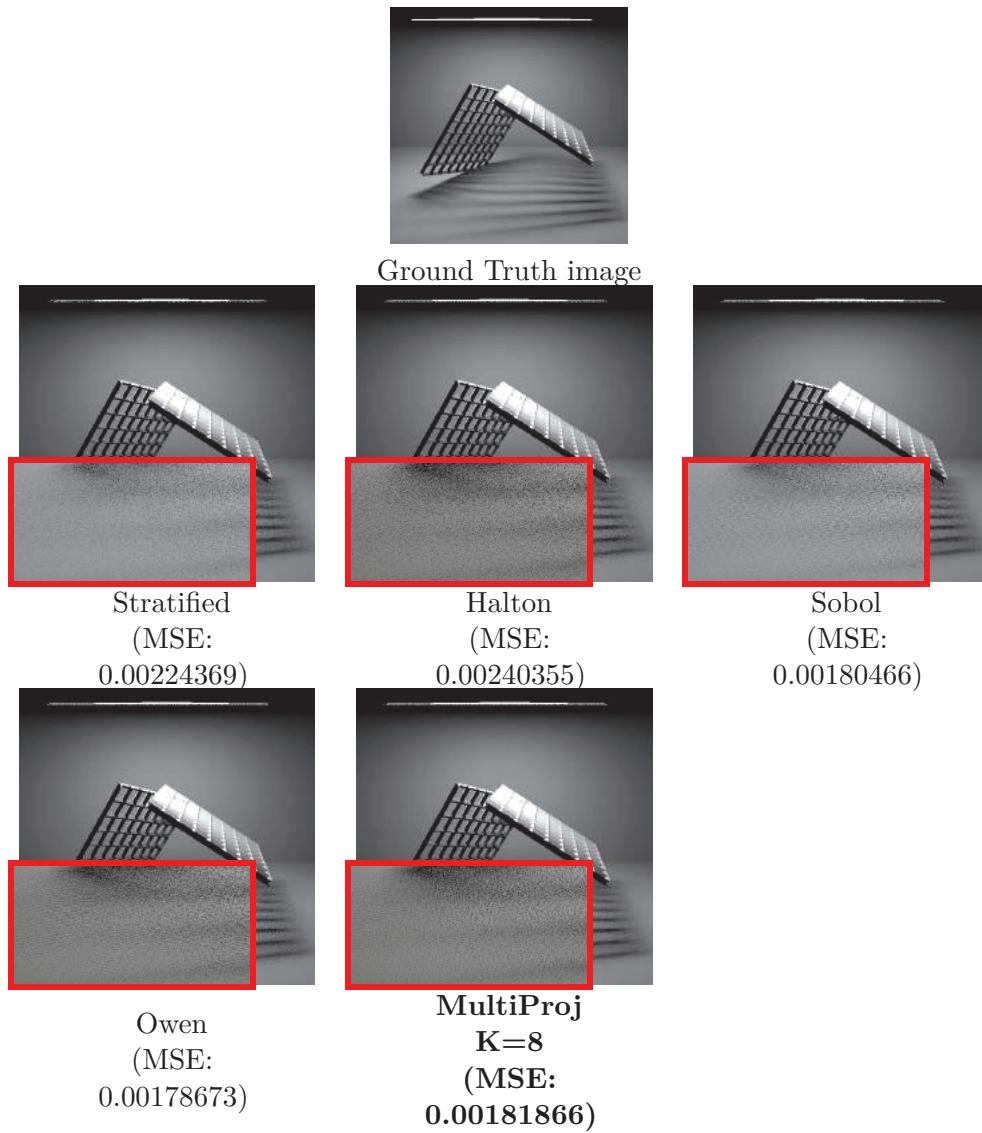 Ground Truth image
Stratified
(MSE:
0.00224369)
Halton
(MSE:
0.00240355)
Sobol
(MSE:
0.00180466)
Owen
(MSE:
0.00178673)
MultiProj
K=8
(MSE:
0.00181866)